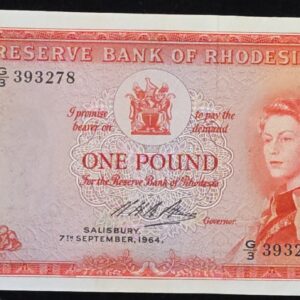 RESERVE BANK OF RHODESI
G/3 393278
I promise to pay the
bearer on demand
ONE POUND
for the Reserve Bank of Rhodesia
Governor.
SALISBURY.
7TH SEPTEMBER, 1964.
G/3 3932